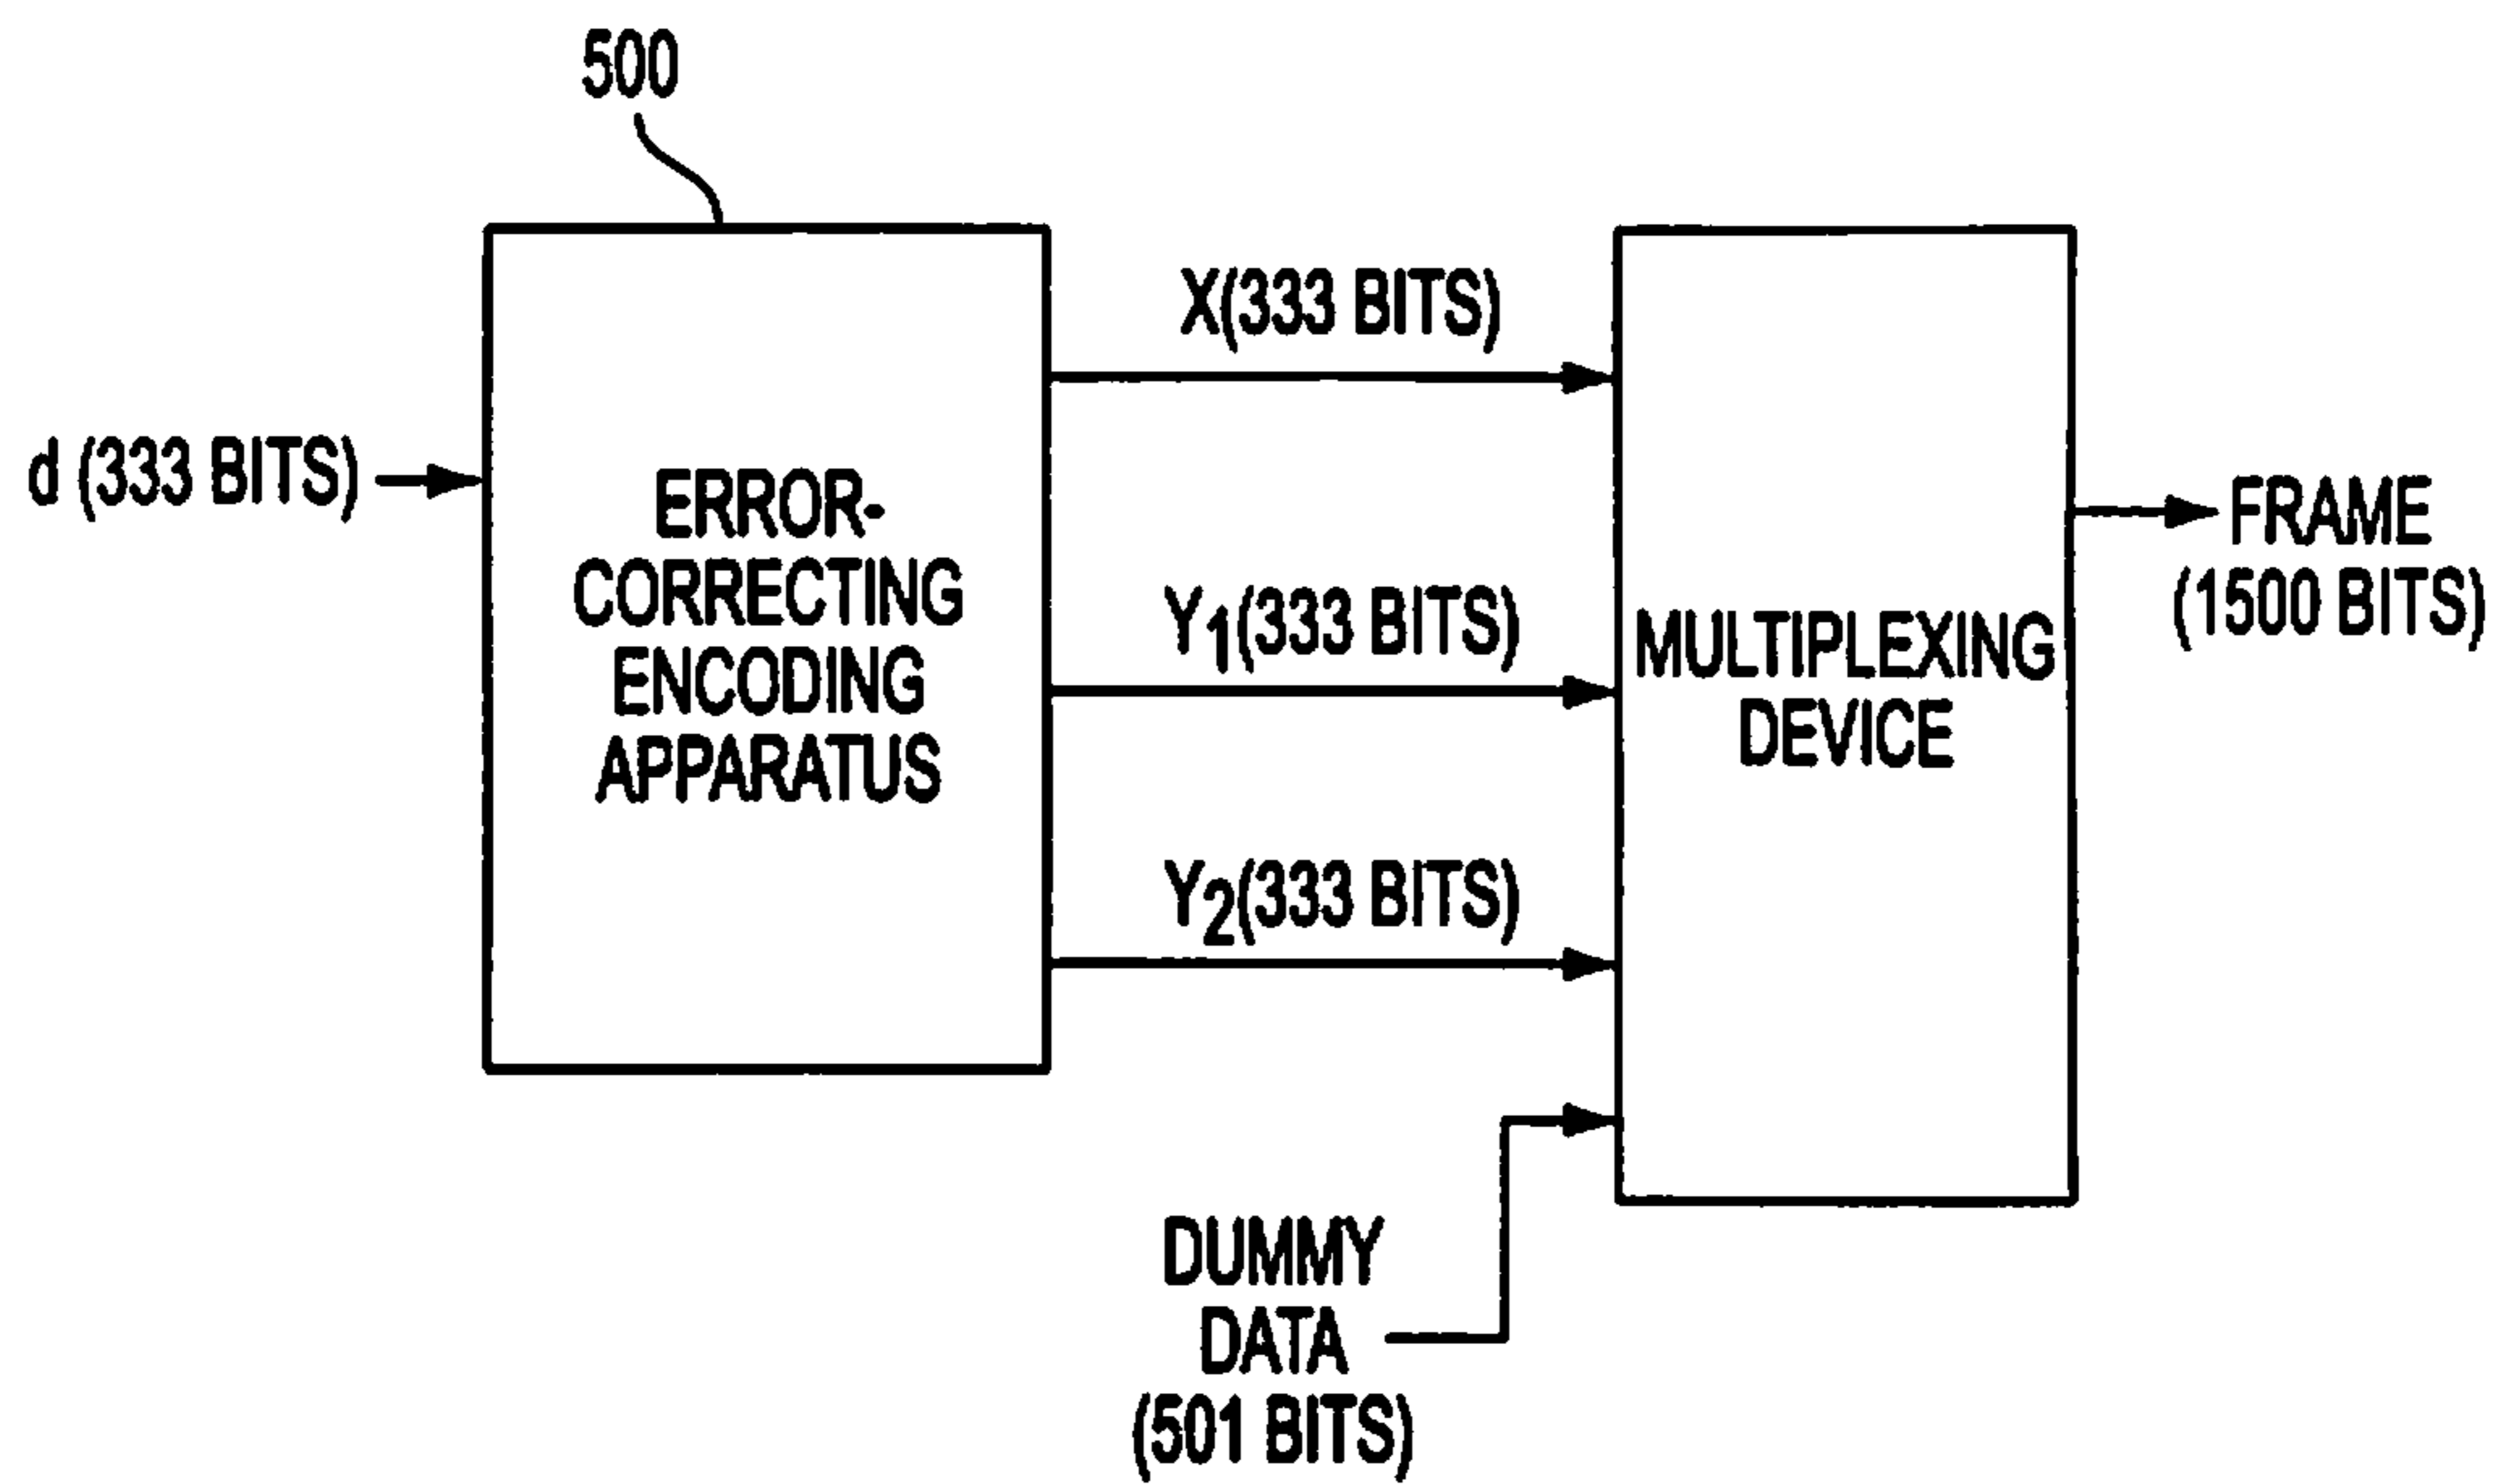 500
d (333 BITS)
ERROR-
CORRECTING
ENCODING
APPARATUS
X(333 BITS)
Y1(333 BITS)
Y2(333 BITS)
DUMMY
DATA
(501 BITS)
MULTIPLEXING
DEVICE
FRAME
(1500 BITS)